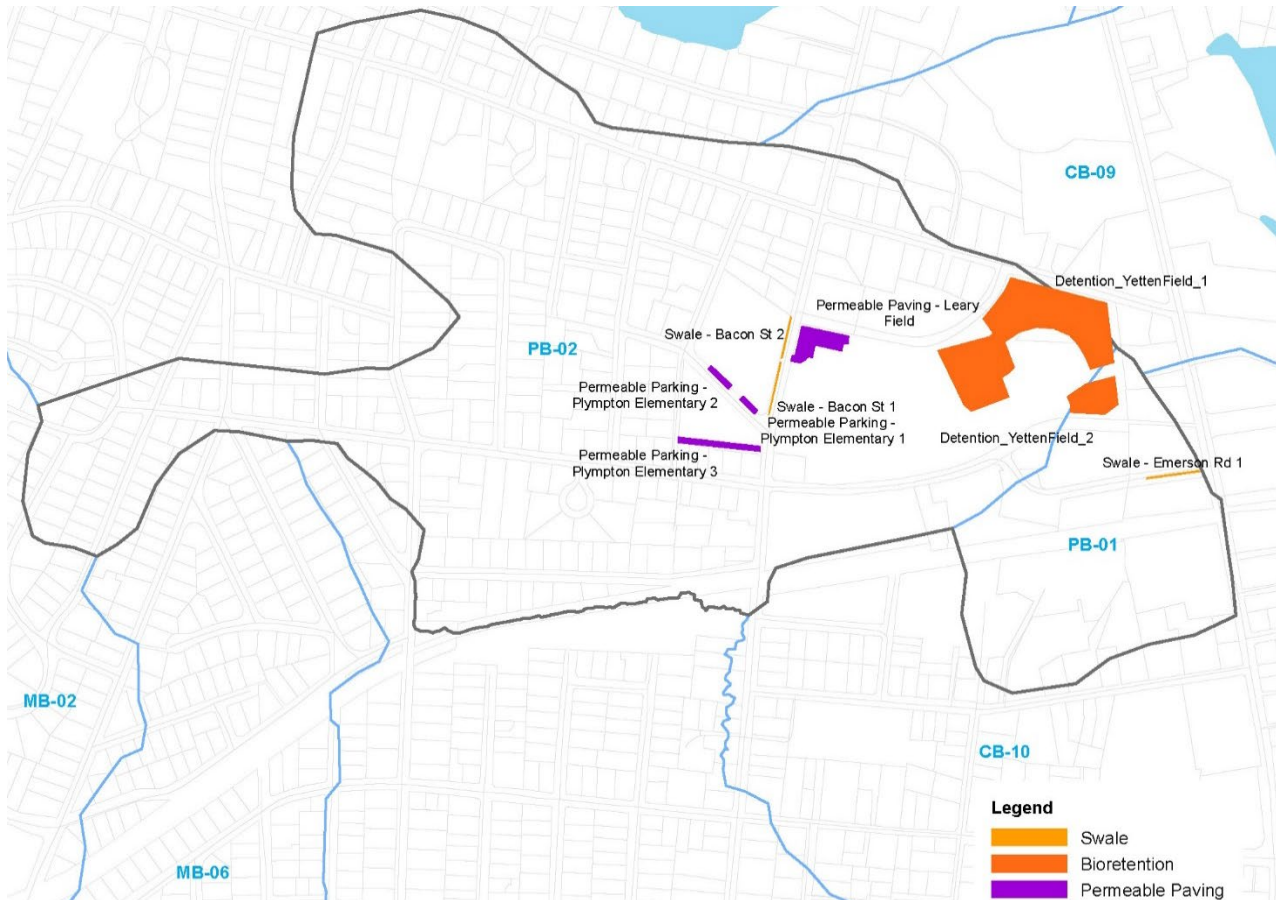 CB-09
Detention_YettenField_1
Permeable Paving - Leary
Field
Swale - Bacon St 2
PB-02
Permeable Parking -
Plympton Elementary 2
Swale - Bacon St 1
Permeable Parking -
Plympton Elementary 1
Detention_YettenField_2
Permeable Parking -
Plympton Elementary 3
Swale - Emerson Rd 1
PB-01
MB-02
CB-10
MB-06
Legend
Swale
Bioretention
Permeable Paving